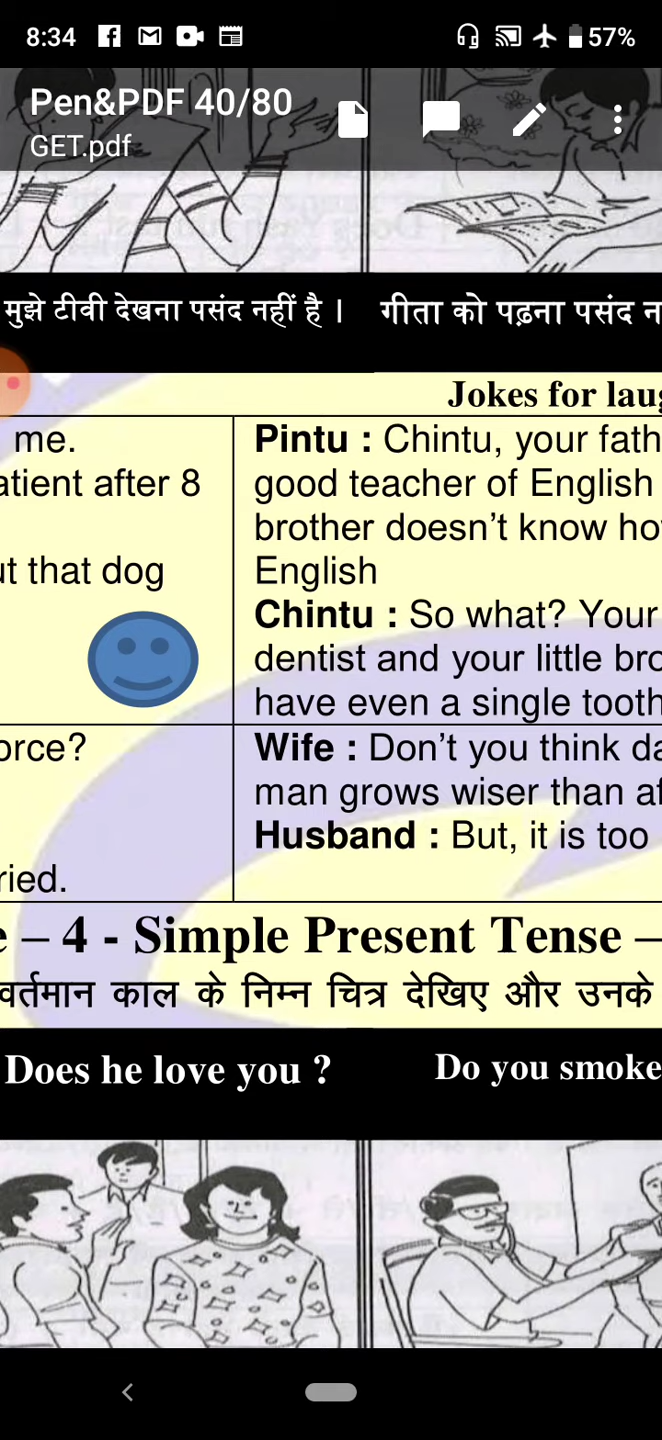 8:34
57%
Pen&PDF 40/80
GET.pdf
मुझे टीवी देखना पसंद नहीं है ।
गीता को पढ़ना पसंद न
Jokes for laug
me.
atient after 8
ut that dog
Pintu : Chintu, your fath
good teacher of English
brother doesn't know ho
English
Chintu : So what? Your
dentist and your little bro
have even a single tooth
orce?
ried.
Wife : Don't you think da
man grows wiser than af
Husband : But, it is too
e – 4 - Simple Present Tense –
वर्तमान काल के निम्न चित्र देखिए और उनके
Does he love you ?
Do you smoke